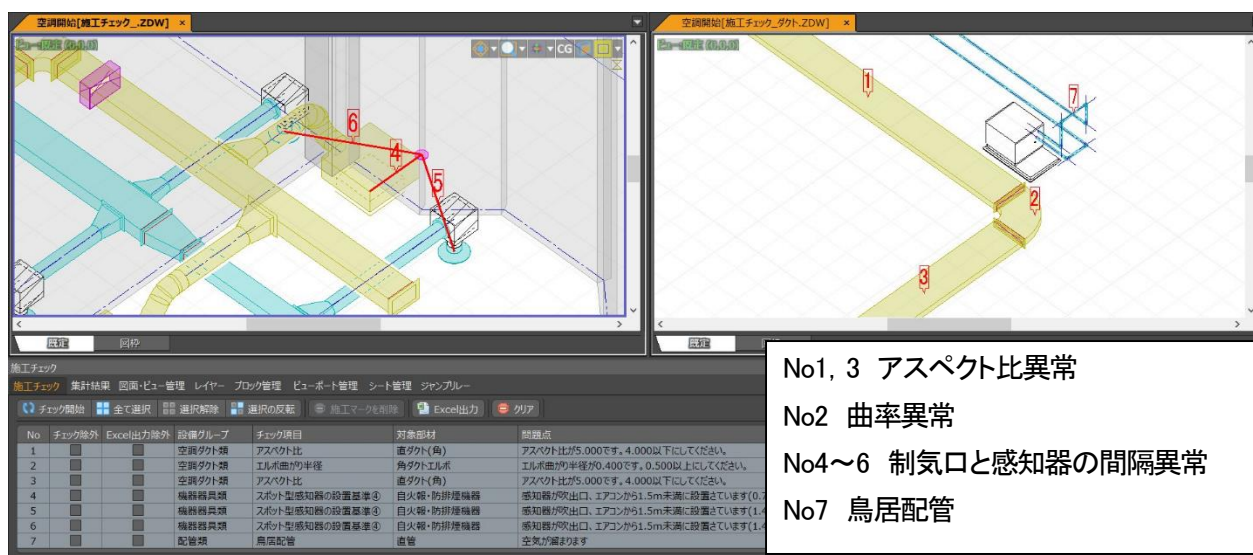 空調開始[施工チェック_.ZDW] ×
空調開始[施工チェック_ダクト.ZDW] ×
CG
6
4
5
1
7
2
3
既定 図枠
既定
施工チェック
施工チェック 集計結果 図面・ビュー管理 レイヤー ブロック管理 ビューポート管理 シート管理 ジャンプリレー
チェック開始 全て選択 選択解除 選択の反転 施工マークを削除 Excel出力 クリア
No チェック除外 Excel出力除外 設備グループ チェック項目 対象部材 問題点
1 空調ダクト類 アスペクト比 直ダクト(角) アスペクト比が5.000です。4.000以下にしてください。
2 空調ダクト類 エルボ曲がり半径 角ダクトエルボ エルボ曲がり半径が0.400です。0.500以上にしてください。
3 空調ダクト類 アスペクト比 直ダクト(角) アスペクト比が5.000です。4.000以下にしてください。
4 機器器具類 スポット型感知器の設置基準④ 自火報・防排煙機器 感知器が吹出口、エアコンから1.5m未満に設置されています(0.7
5 機器器具類 スポット型感知器の設置基準④ 自火報・防排煙機器 感知器が吹出口、エアコンから1.5m未満に設置されています(1.4
6 機器器具類 スポット型感知器の設置基準④ 自火報・防排煙機器 感知器が吹出口、エアコンから1.5m未満に設置されています(1.4
7 配管類 鳥居配管 直管 空気が溜まります
No1, 3 アスペクト比異常
No2 曲率異常
No4～6 制気口と感知器の間隔異常
No7 鳥居配管